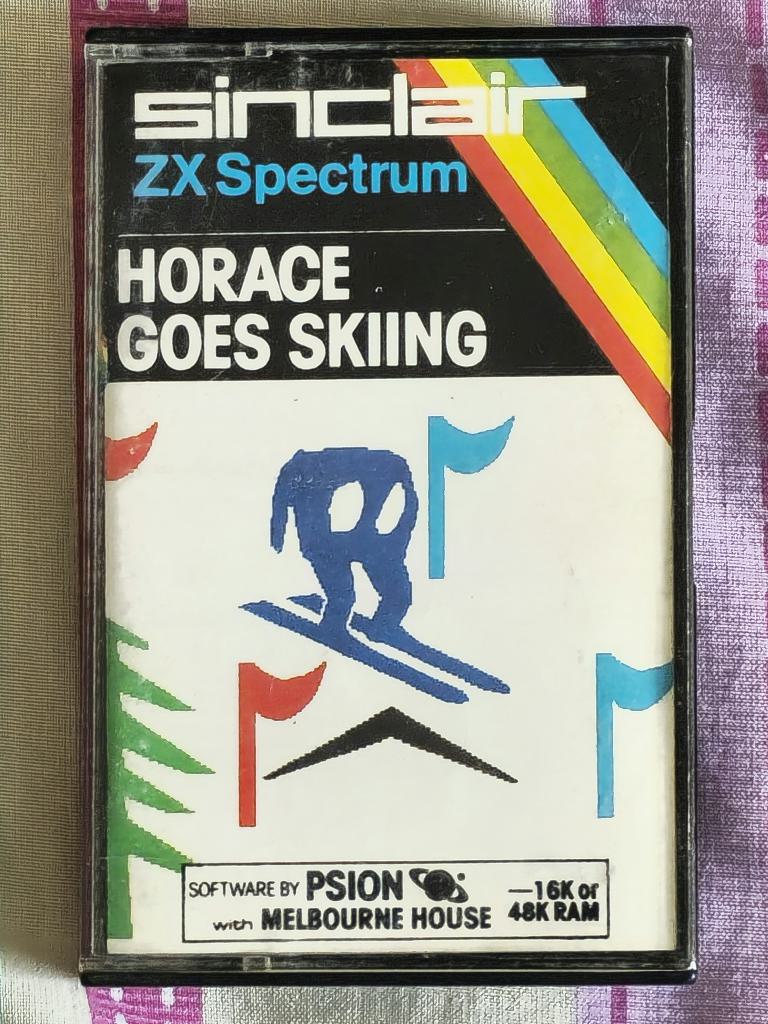 sinclair
ZX Spectrum
HORACE
GOES SKIING
SOFTWARE BY PSION
with MELBOURNE HOUSE
—16K or
48K RAM